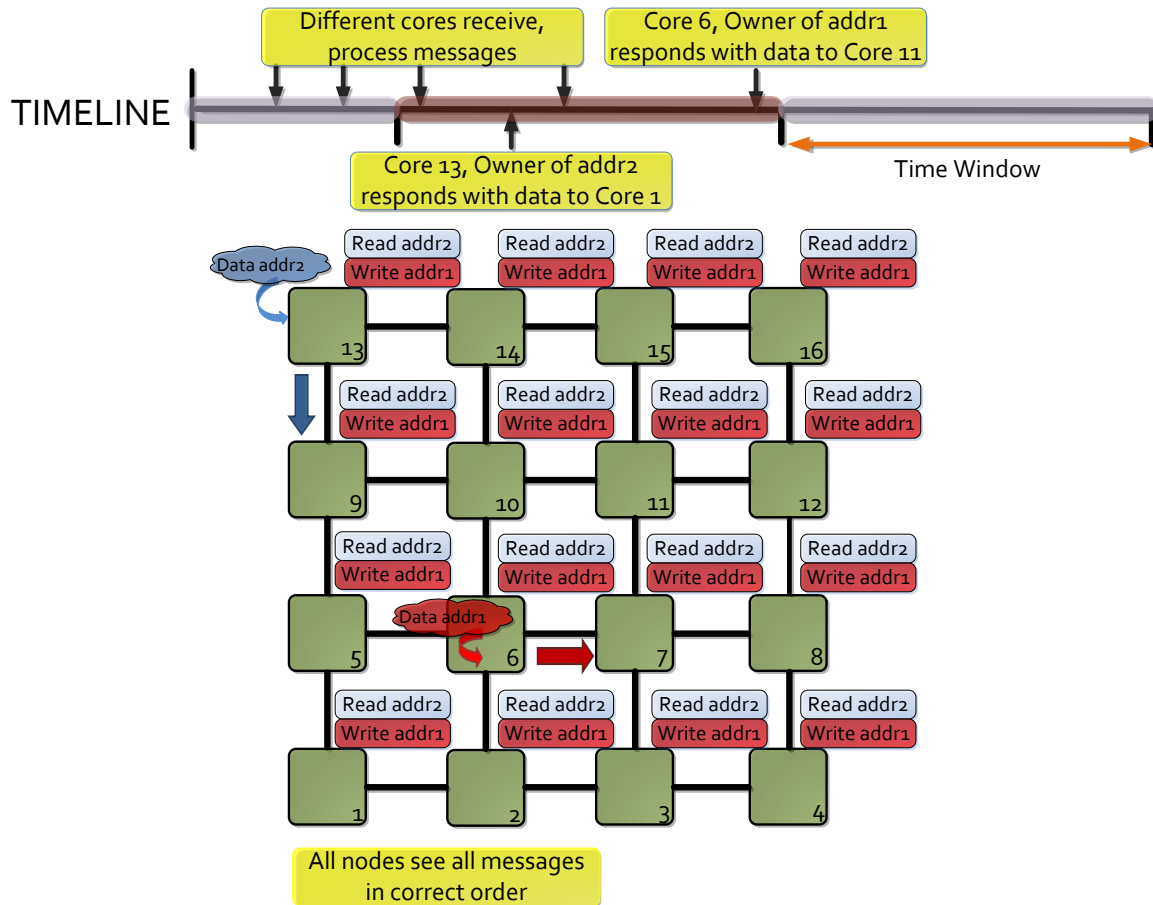 Different cores receive,
process messages
Core 6, Owner of addr1
responds with data to Core 11
TIMELINE
Core 13, Owner of addr2
responds with data to Core 1
Time Window
Read addr2
Write addr1
Read addr2
Write addr1
Read addr2
Write addr1
Read addr2
Write addr1
Data addr2
13
14
15
16
Read addr2
Write addr1
Read addr2
Write addr1
Read addr2
Write addr1
Read addr2
Write addr1
9
10
11
12
Read addr2
Write addr1
Read addr2
Write addr1
Read addr2
Write addr1
Read addr2
Write addr1
Data addr1
5
6
7
8
Read addr2
Write addr1
Read addr2
Write addr1
Read addr2
Write addr1
Read addr2
Write addr1
1
2
3
4
All nodes see all messages
in correct order